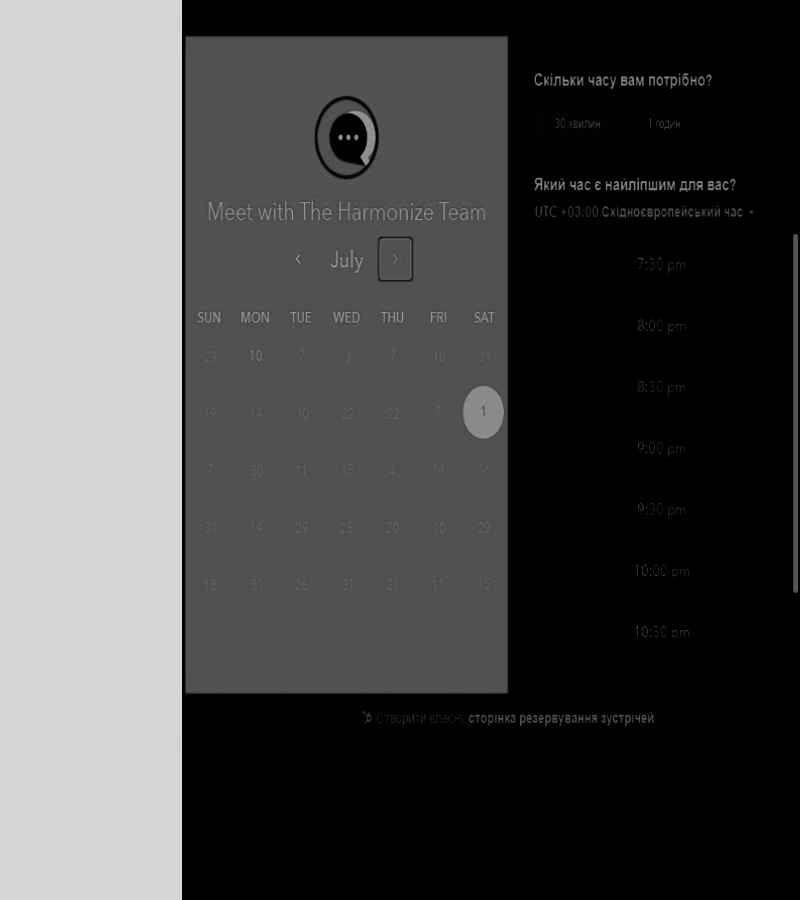 Meet with The Harmonize Team
July
SUN MON TUE WED THU FRI SAT
29 10 7 3 7 10 31
19 14 10 22 22 7 1
7 30 11 15 4 14 16
31 14 29 25 20 10 29
18 31 26 31 21 11 15
Скільки часу вам потрібно?
30 хвилин 1 годин
Який час є найліпшим для вас?
UTC +03:00 Східноєвропейський час
7:30 pm
8:00 pm
8:30 pm
9:00 pm
9:30 pm
10:00 pm
10:30 pm
Створити власну сторінка резервування зустрічей